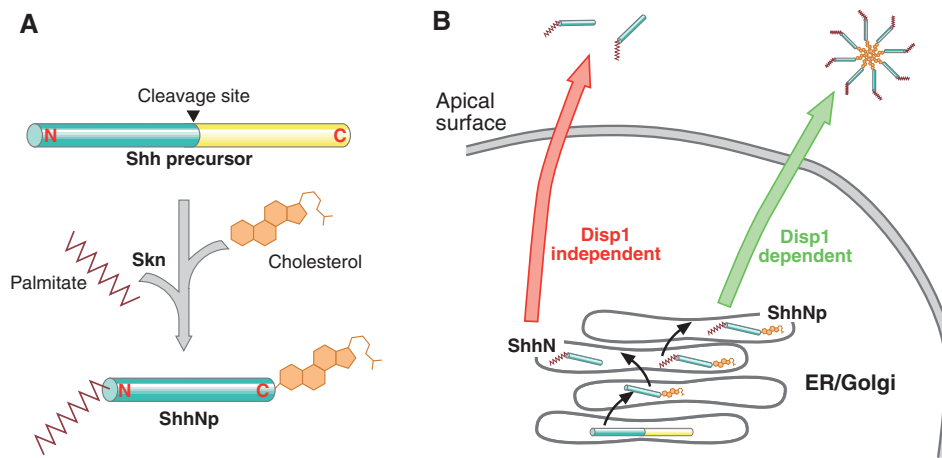 A
Cleavage site
N
C
Shh precursor
Skn
Palmitate
Cholesterol
N
C
ShhNp
B
Apical
surface
Disp1
independent
Disp1
dependent
ShhNp
ShhN
ER/Golgi